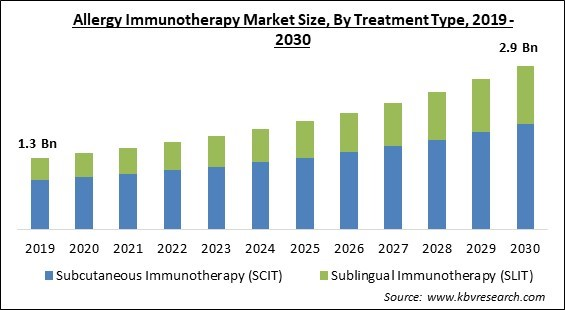 Allergy Immunotherapy Market Size, By Treatment Type, 2019 -
2030
2.9 Bn
1.3 Bn
2019 2020 2021 2022 2023 2024 2025 2026 2027 2028 2029 2030
Subcutaneous Immunotherapy (SCIT) Sublingual Immunotherapy (SLIT)
Source: www.kbvresearch.com